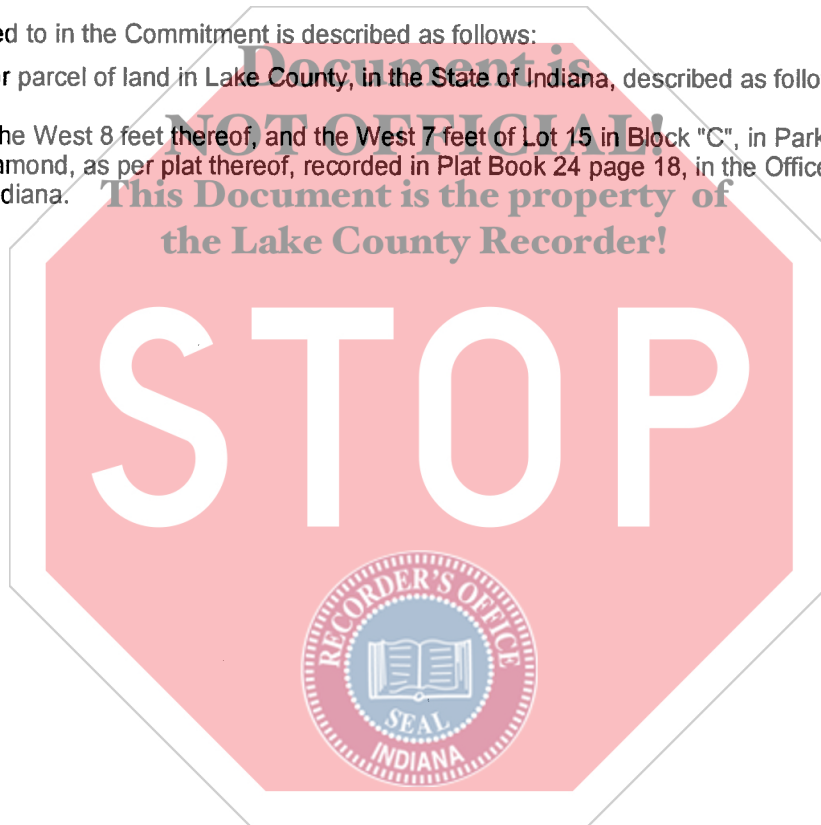 ed to in the Commitment is described as follows:
Document is
r parcel of land in Lake County, in the State of Indiana, described as follo
NOT OFFICIAL!
he West 8 feet thereof, and the West 7 feet of Lot 15 in Block "C", in Park
amond, as per plat thereof, recorded in Plat Book 24 page 18, in the Office
diana.
This Document is the property of
the Lake County Recorder!
STOP
RECORDER'S OFFICE
SEAL
INDIANA